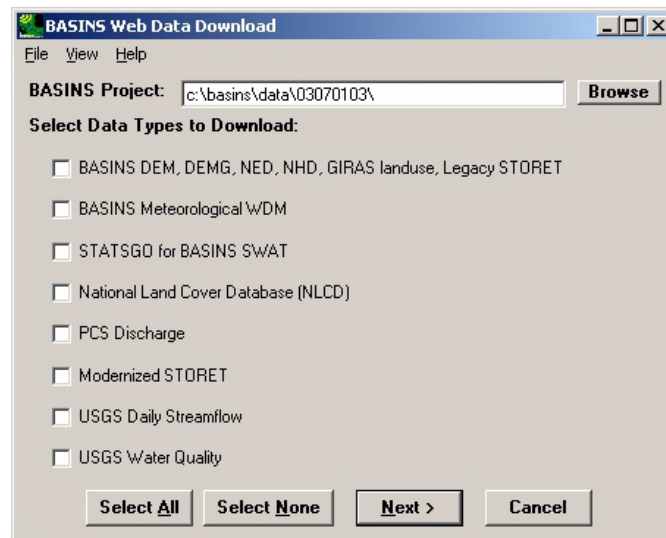 BASINS Web Data Download
File View Help
BASINS Project: c:\basins\data\03070103\ Browse
Select Data Types to Download:
BASINS DEM, DEMG, NED, NHD, GIRAS landuse, Legacy STORET
BASINS Meteorological WDM
STATSGO for BASINS SWAT
National Land Cover Database (NLCD)
PCS Discharge
Modernized STORET
USGS Daily Streamflow
USGS Water Quality
Select All Select None Next > Cancel